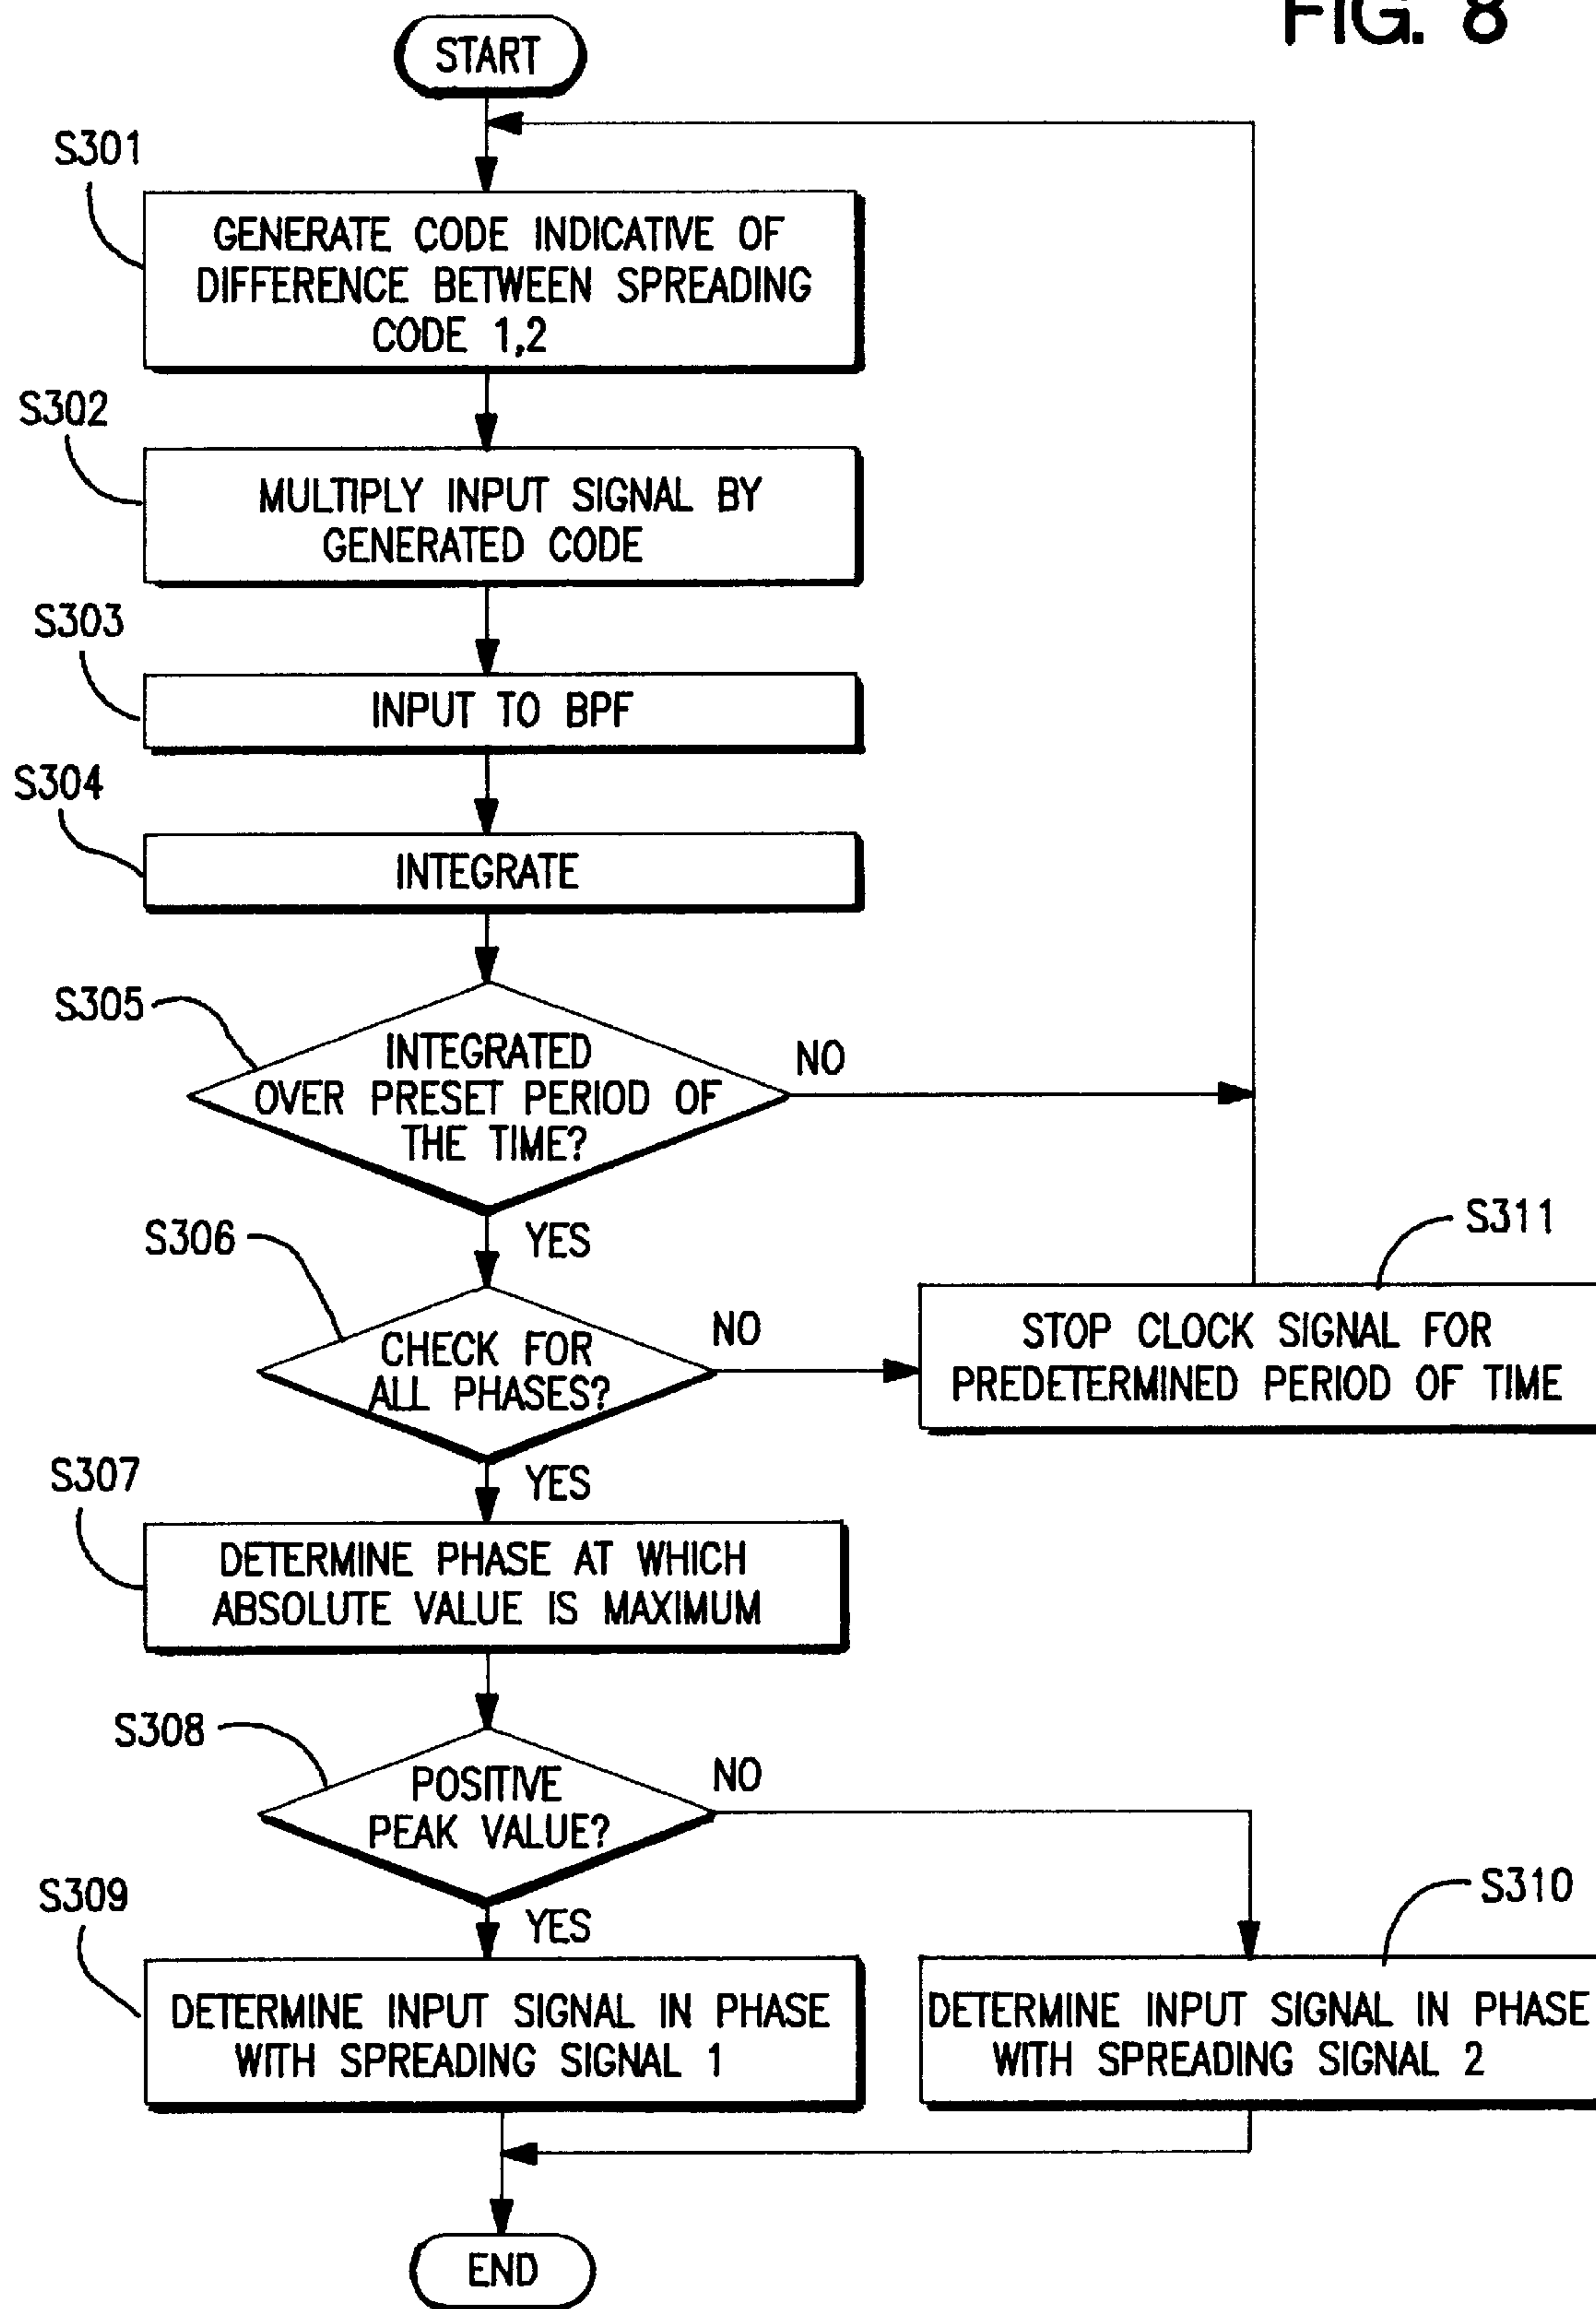 FIG. 8
START
S301
GENERATE CODE INDICATIVE OF
DIFFERENCE BETWEEN SPREADING
CODE 1,2
S302
MULTIPLY INPUT SIGNAL BY
GENERATED CODE
S303
INPUT TO BPF
S304
INTEGRATE
S305
INTEGRATED
OVER PRESET PERIOD OF
THE TIME?
NO
YES
S306
CHECK FOR
ALL PHASES?
NO
S311
STOP CLOCK SIGNAL FOR
PREDETERMINED PERIOD OF TIME
YES
S307
DETERMINE PHASE AT WHICH
ABSOLUTE VALUE IS MAXIMUM
S308
POSITIVE
PEAK VALUE?
NO
YES
S309
DETERMINE INPUT SIGNAL IN PHASE
WITH SPREADING SIGNAL 1
S310
DETERMINE INPUT SIGNAL IN PHASE
WITH SPREADING SIGNAL 2
END